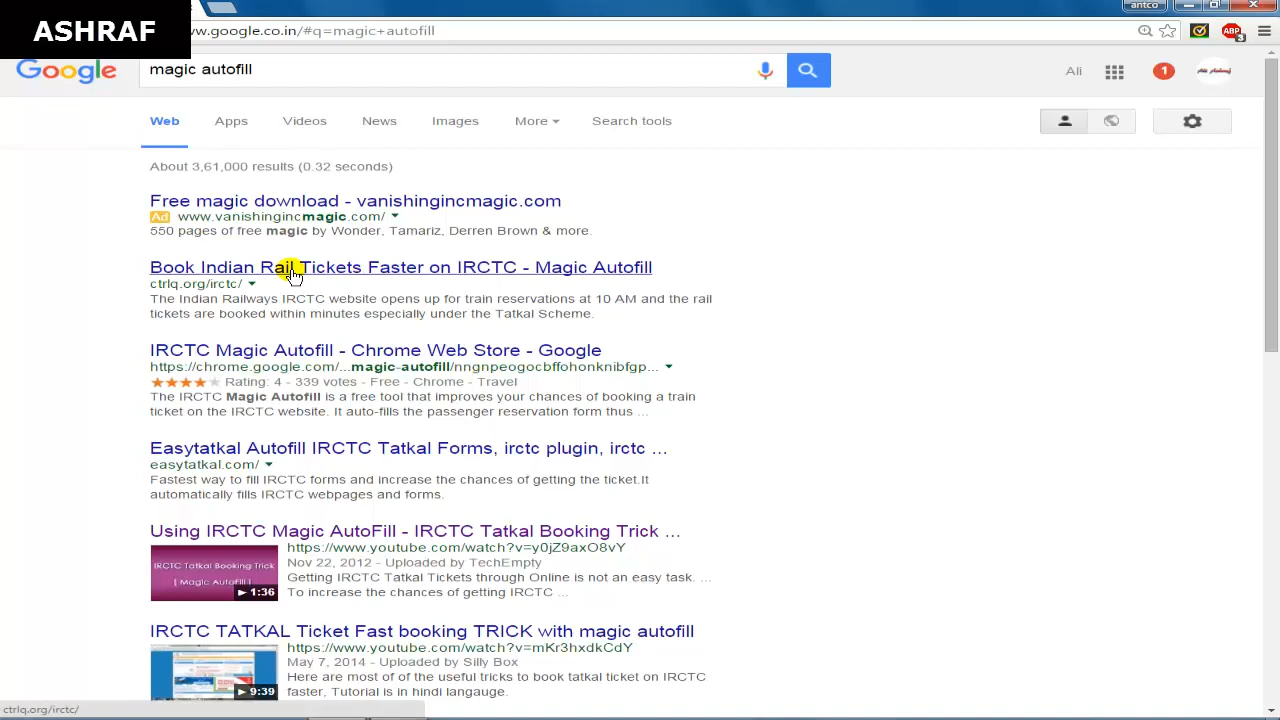 antco
ASHRAF
w.google.co.in/#q=magic+autofill
ABP
3
Google
magic autofill
Ali
1
Web Apps Videos News Images More Search tools
About 3,61,000 results (0.32 seconds)
Free magic download - vanishingincmagic.com
Ad www.vanishingincmagic.com/
550 pages of free magic by Wonder, Tamariz, Derren Brown & more.
Book Indian Rail Tickets Faster on IRCTC - Magic Autofill
ctrlq.org/irctc/
The Indian Railways IRCTC website opens up for train reservations at 10 AM and the rail
tickets are booked within minutes especially under the Tatkal Scheme.
IRCTC Magic Autofill - Chrome Web Store - Google
https://chrome.google.com/...magic-autofill/nngnpeogocbffohonknibfgp...
Rating: 4 - 339 votes - Free - Chrome - Travel
The IRCTC Magic Autofill is a free tool that improves your chances of booking a train
ticket on the IRCTC website. It auto-fills the passenger reservation form thus ...
Easytatkal Autofill IRCTC Tatkal Forms, irctc plugin, irctc ...
easytatkal.com/
Fastest way to fill IRCTC forms and increase the chances of getting the ticket.It
automatically fills IRCTC webpages and forms.
Using IRCTC Magic AutoFill - IRCTC Tatkal Booking Trick ...
https://www.youtube.com/watch?v=y0jZ9axO8vY
Nov 22, 2012 - Uploaded by TechEmpty
Getting IRCTC Tatkal Tickets through Online is not an easy task. ...
To increase the chances of getting IRCTC ...
IRCTC Tatkal Booking Trick
[ Magic AutoFill ]
1:36
IRCTC TATKAL Ticket Fast booking TRICK with magic autofill
https://www.youtube.com/watch?v=mKr3hxdkCdY
May 7, 2014 - Uploaded by Silly Box
Here are most of of the useful tricks to book tatkal ticket on IRCTC
faster, Tutorial is in hindi langauge.
9:39
ctrlq.org/irctc/